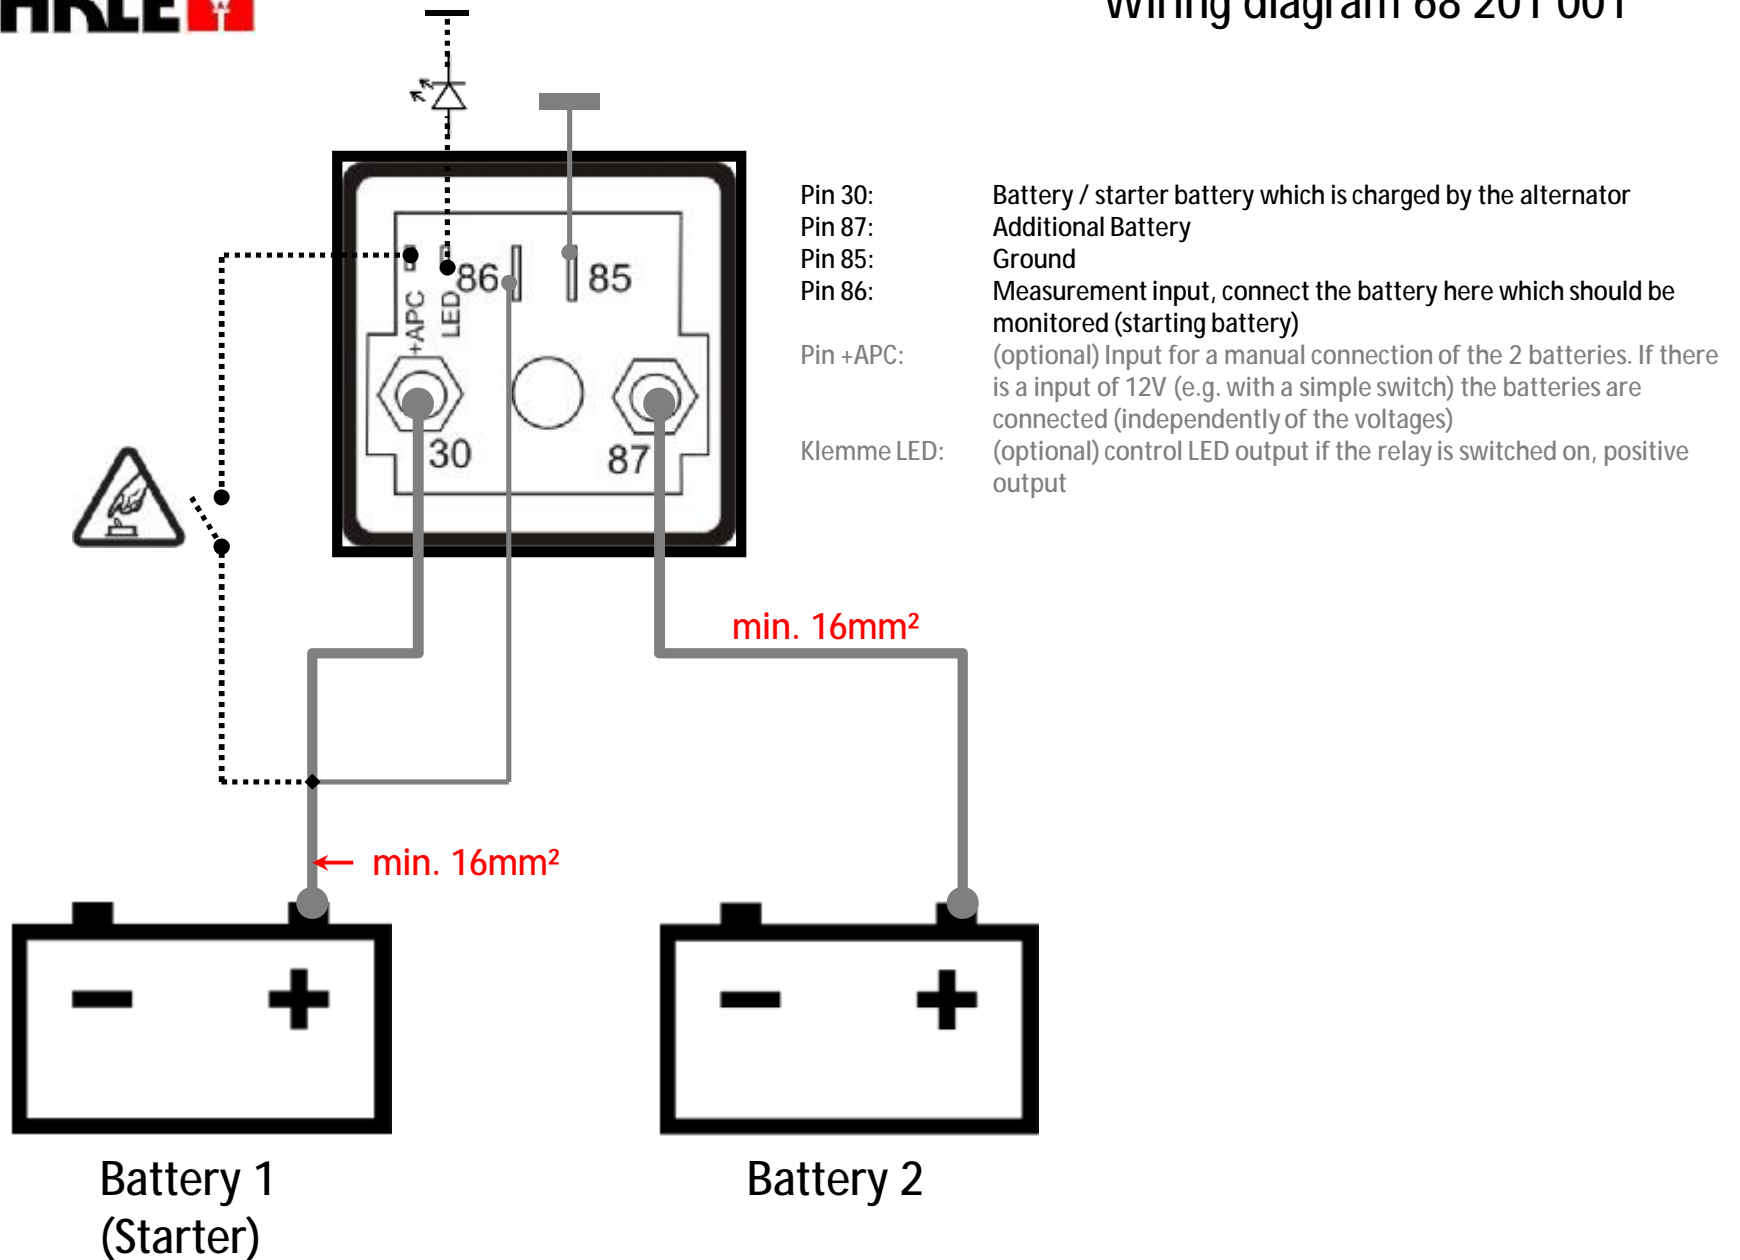 Wiring diagram 68 201 001
Pin 30: Battery / starter battery which is charged by the alternator
Pin 87: Additional Battery
Pin 85: Ground
Pin 86: Measurement input, connect the battery here which should be
monitored (starting battery)
Pin +APC: (optional) Input for a manual connection of the 2 batteries. If there
is a input of 12V (e.g. with a simple switch) the batteries are
connected (independently of the voltages)
Klemme LED: (optional) control LED output if the relay is switched on, positive
output
+APC
LED
86
85
30
87
min. 16mm²
min. 16mm²
Battery 1
(Starter)
Battery 2